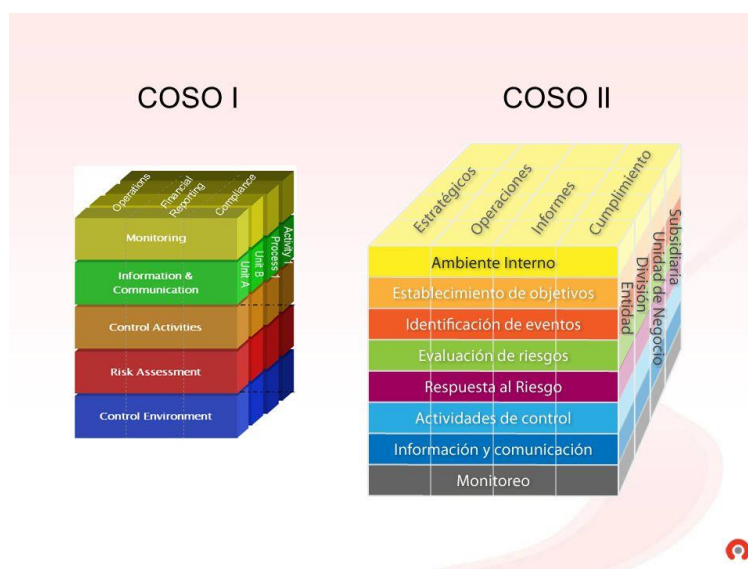 COSO I
COSO II
Operations
Financial
Reporting
Compliance
Monitoring
Information &
Communication
Control Activities
Risk Assessment
Control Environment
Unit A
Unit B
Process 1
Activity 1
Estratégicos
Operaciones
Informes
Cumplimiento
Ambiente Interno
Establecimiento de objetivos
Identificación de eventos
Evaluación de riesgos
Respuesta al Riesgo
Actividades de control
Información y comunicación
Monitoreo
Entidad
División
Unidad de Negocio
Subsidiaria